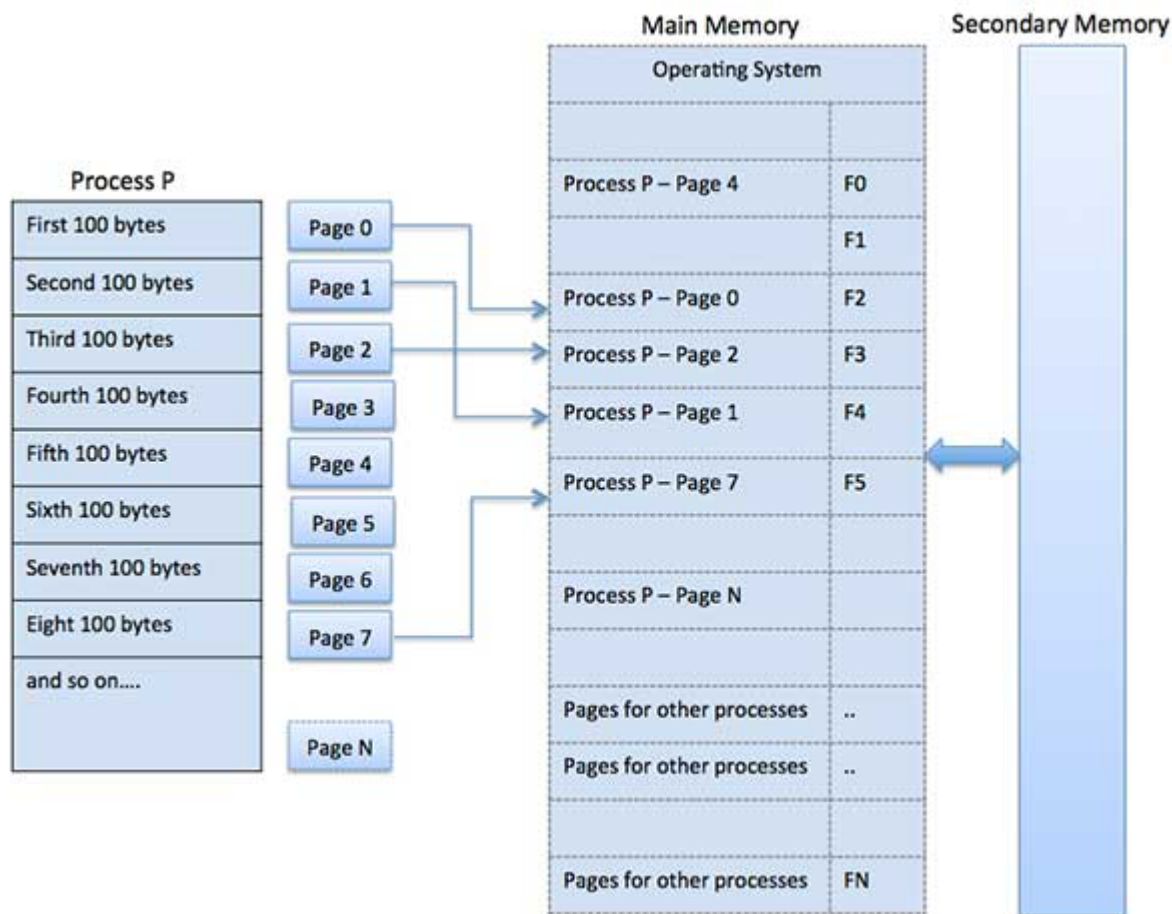 Main Memory
Secondary Memory
Operating System
Process P
First 100 bytes
Second 100 bytes
Third 100 bytes
Fourth 100 bytes
Fifth 100 bytes
Sixth 100 bytes
Seventh 100 bytes
Eight 100 bytes
and so on....
Page 0
Page 1
Page 2
Page 3
Page 4
Page 5
Page 6
Page 7
Page N
Process P – Page 4 F0
F1
Process P – Page 0 F2
Process P – Page 2 F3
Process P – Page 1 F4
Process P – Page 7 F5
Process P – Page N
Pages for other processes ..
Pages for other processes ..
Pages for other processes FN